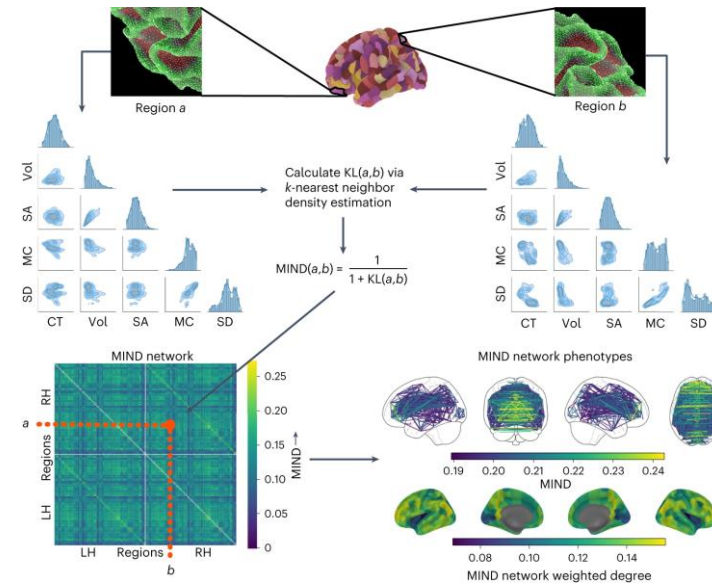 Region a
Region b
Vol
SA
MC
SD
CT Vol SA MC SD
Calculate KL(a,b) via
k-nearest neighbor
density estimation
MIND(a,b) = 1 / 1 + KL(a,b)
Vol
SA
MC
SD
CT Vol SA MC SD
MIND network
RH
a
Regions
LH
LH Regions RH
b
0.25
0.20
0.15
0.10
0.05
0
MIND
MIND network phenotypes
0.19 0.20 0.21 0.22 0.23 0.24
MIND
0.08 0.10 0.12 0.14
MIND network weighted degree